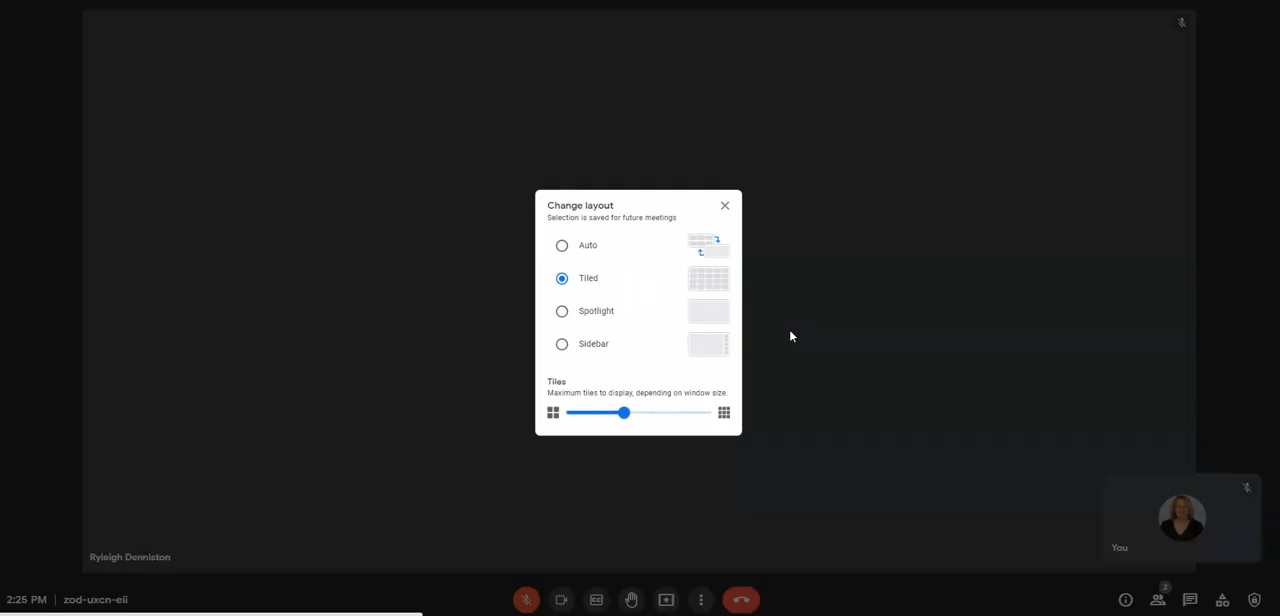 Change layout
Selection is saved for future meetings
Auto
Tiled
Spotlight
Sidebar
Tiles
Maximum tiles to display, depending on window size.
You
Ryleigh Denniston
2:25 PM | zod-uxcn-eii
2